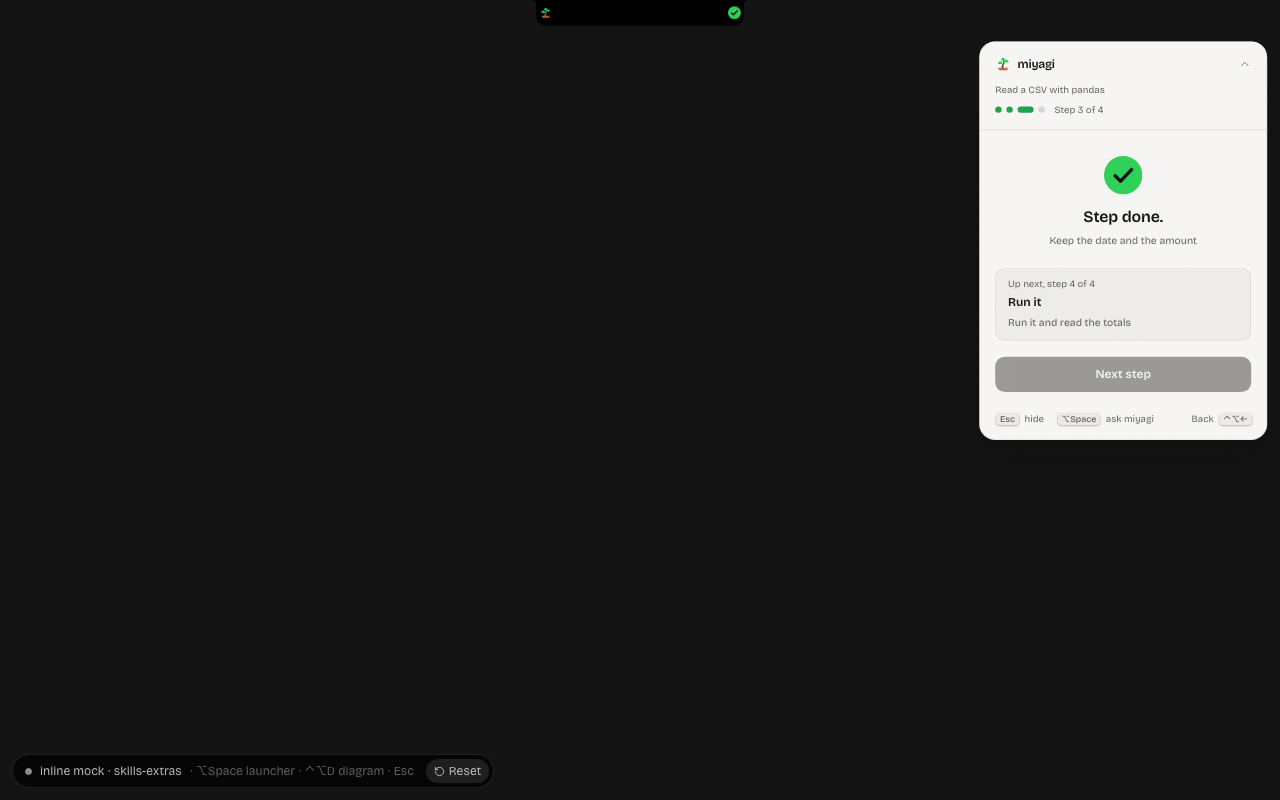 miyagi
Read a CSV with pandas
Step 3 of 4
Step done.
Keep the date and the amount
Up next, step 4 of 4
Run it
Run it and read the totals
Next step
Esc hide ⌥Space ask miyagi Back ⌃⌥←
inline mock · skills-extras · ⌥Space launcher · ⌃⌥D diagram · Esc Reset